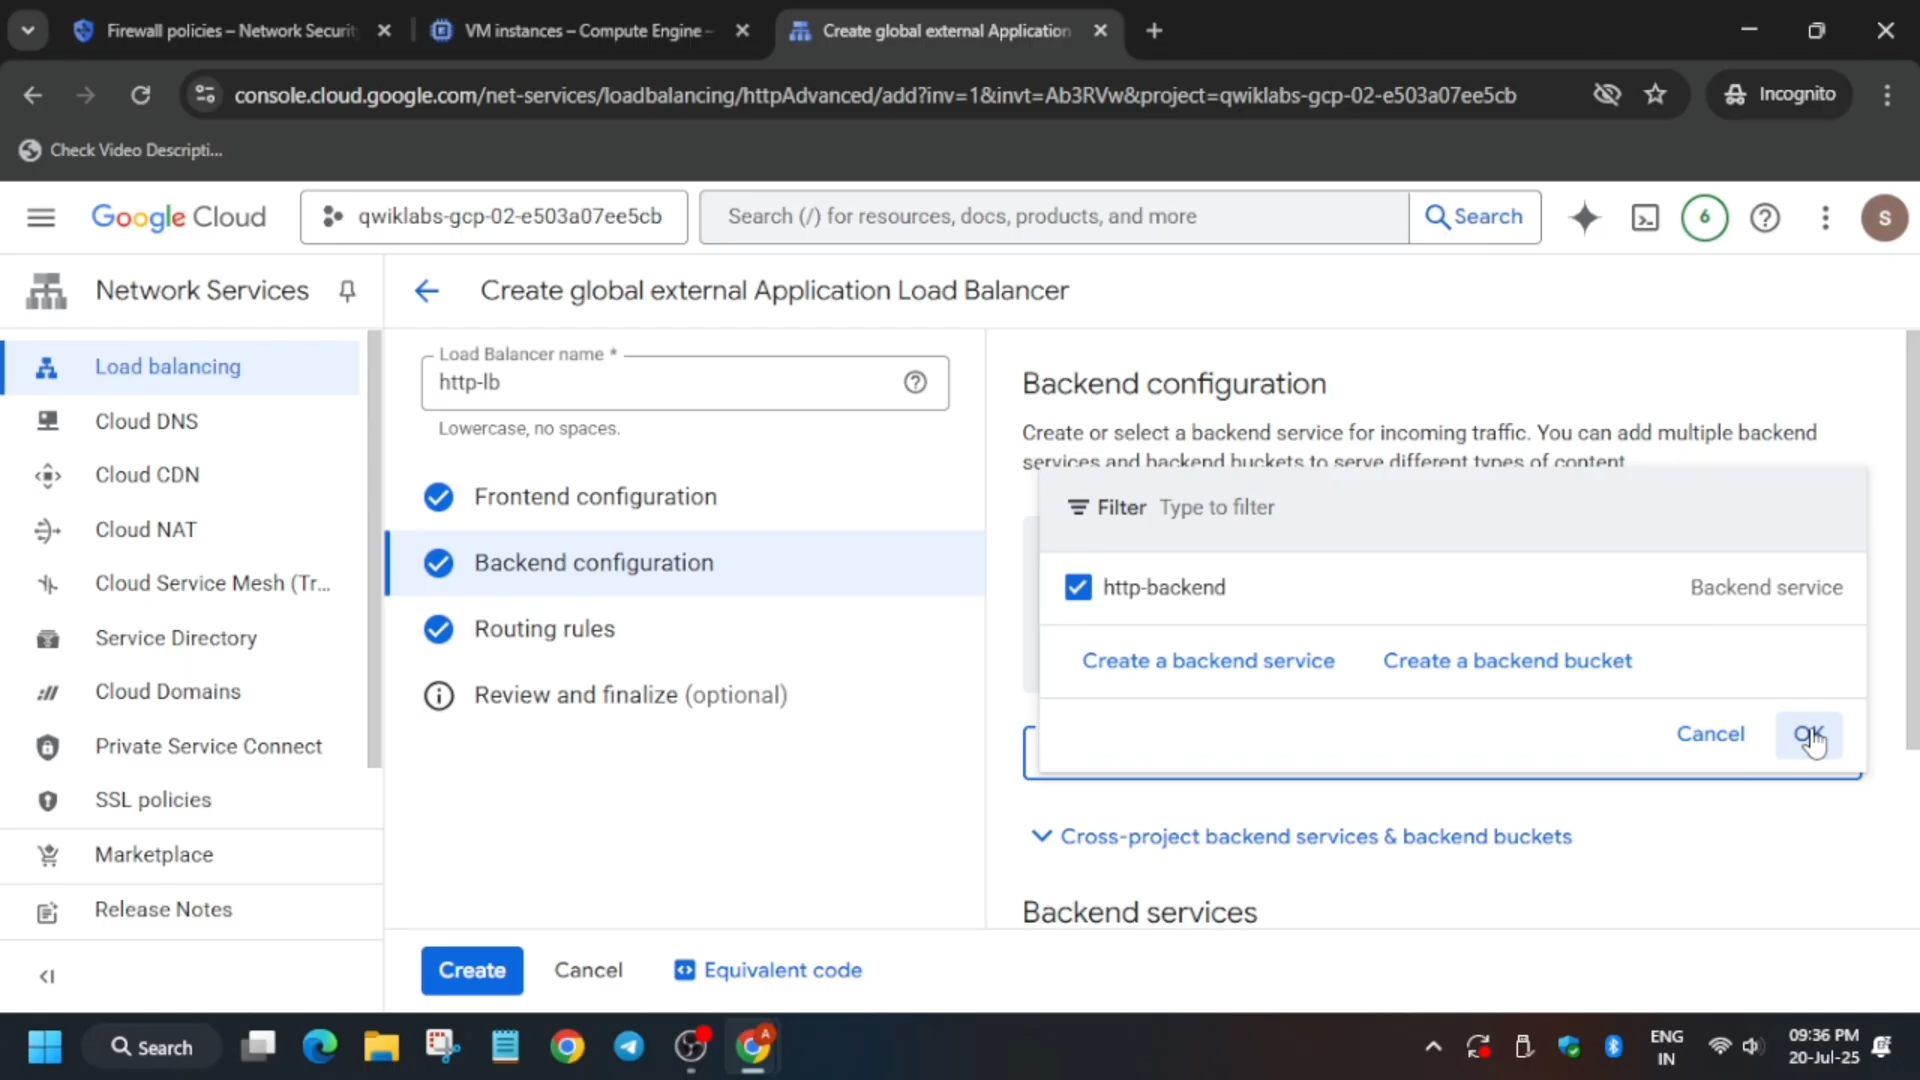 Firewall policies – Network Securit
VM instances – Compute Engine –
Create global external Application
console.cloud.google.com/net-services/loadbalancing/httpAdvanced/add?inv=1&invt=Ab3RVw&project=qwiklabs-gcp-02-e503a07ee5cb
Incognito
Check Video Descripti...
Google Cloud
qwiklabs-gcp-02-e503a07ee5cb
Search (/) for resources, docs, products, and more
Search
6
S
Network Services
Create global external Application Load Balancer
Load balancing
Cloud DNS
Cloud CDN
Cloud NAT
Cloud Service Mesh (Tr...
Service Directory
Cloud Domains
Private Service Connect
SSL policies
Marketplace
Release Notes
Load Balancer name *
http-lb
Lowercase, no spaces.
Frontend configuration
Backend configuration
Routing rules
Review and finalize (optional)
Backend configuration
Create or select a backend service for incoming traffic. You can add multiple backend
services and backend buckets to serve different types of content
Filter Type to filter
http-backend
Backend service
Create a backend service
Create a backend bucket
Cancel
OK
Cross-project backend services & backend buckets
Backend services
Create
Cancel
Equivalent code
Search
A
ENG
IN
09:36 PM
20-Jul-25